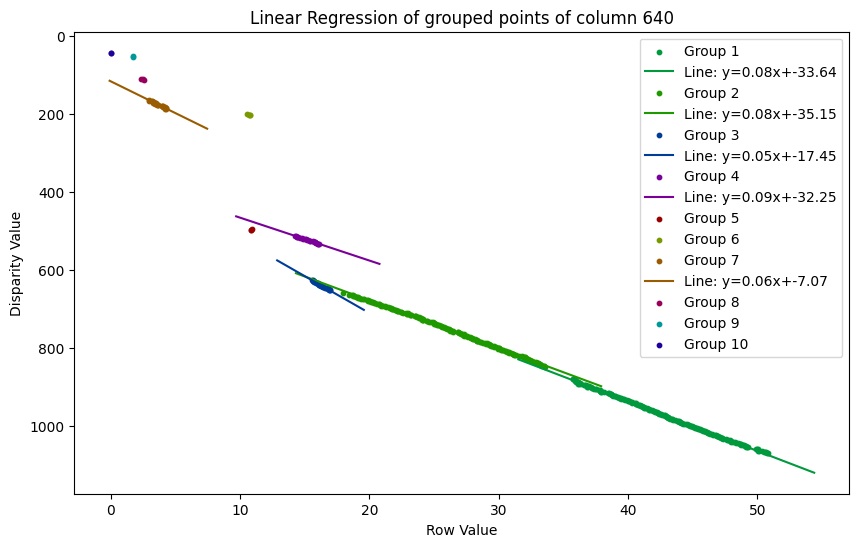 Linear Regression of grouped points of column 640
Disparity Value
0
200
400
600
800
1000
0
10
20
30
40
50
Row Value
Group 1
Line: y=0.08x+-33.64
Group 2
Line: y=0.08x+-35.15
Group 3
Line: y=0.05x+-17.45
Group 4
Line: y=0.09x+-32.25
Group 5
Group 6
Group 7
Line: y=0.06x+-7.07
Group 8
Group 9
Group 10